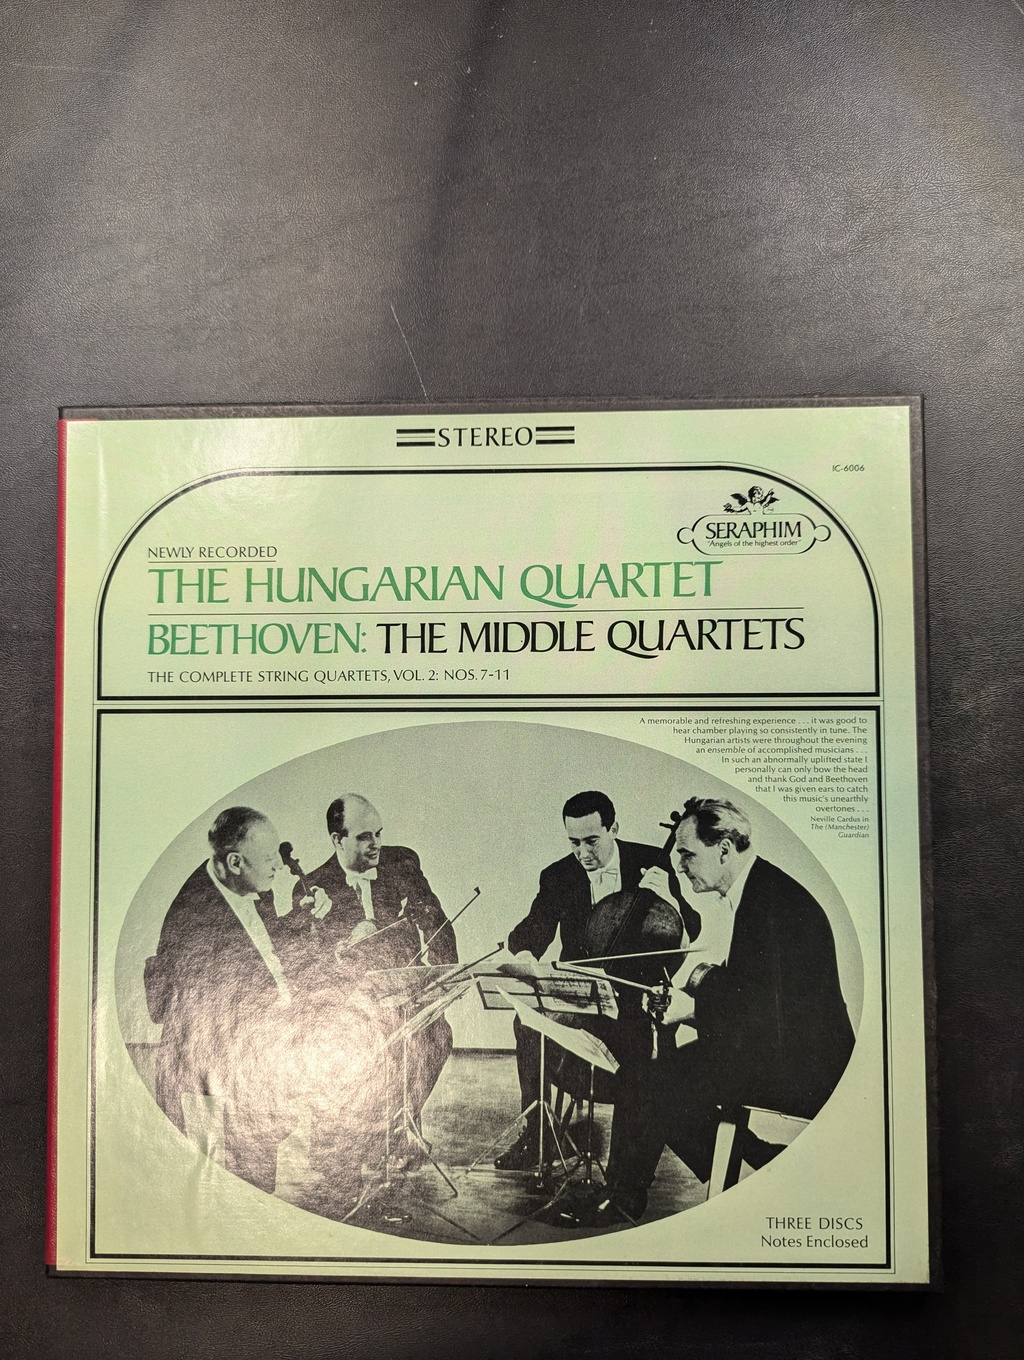 STEREO
IC-6006
SERAPHIM
"Angels of the highest order"
NEWLY RECORDED
THE HUNGARIAN QUARTET
BEETHOVEN: THE MIDDLE QUARTETS
THE COMPLETE STRING QUARTETS, VOL. 2: NOS. 7-11
A memorable and refreshing experience . . . it was good to
hear chamber playing so consistently in tune. The
Hungarian artists were throughout the evening
an ensemble of accomplished musicians . . .
In such an abnormally uplifted state I
personally can only bow the head
and thank God and Beethoven
that I was given ears to catch
this music's unearthly
overtones . . .
Neville Cardus in
The (Manchester)
Guardian
THREE DISCS
Notes Enclosed